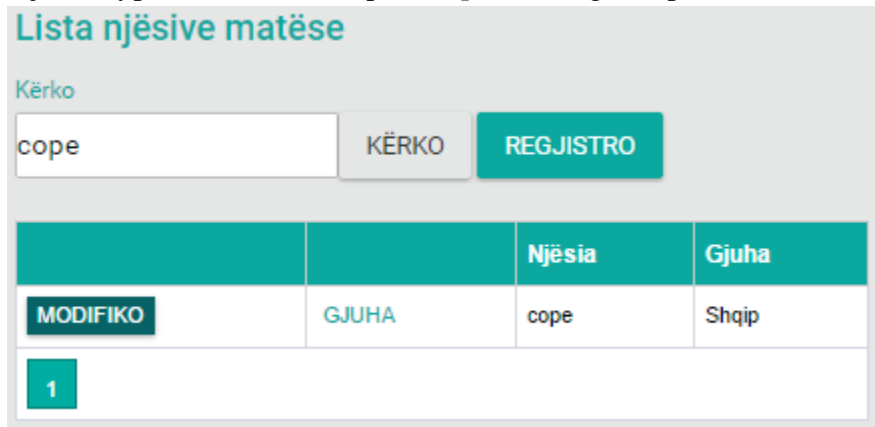 Lista njësive matëse
Kërko
cope KËRKO REGJISTRO
Njësia Gjuha
MODIFIKO GJUHA cope Shqip
1